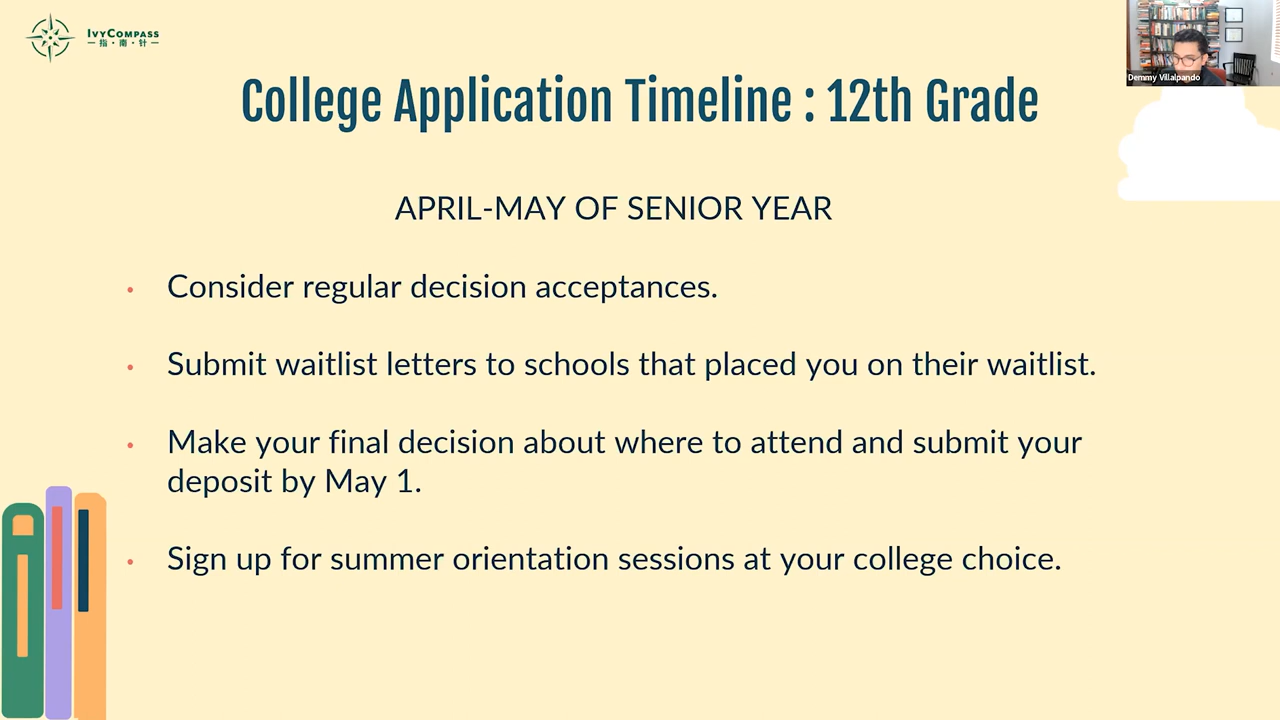 IVYCOMPASS
一指·南·针一
Demmy Villalpando
College Application Timeline : 12th Grade
APRIL-MAY OF SENIOR YEAR
• Consider regular decision acceptances.
• Submit waitlist letters to schools that placed you on their waitlist.
• Make your final decision about where to attend and submit your
deposit by May 1.
• Sign up for summer orientation sessions at your college choice.